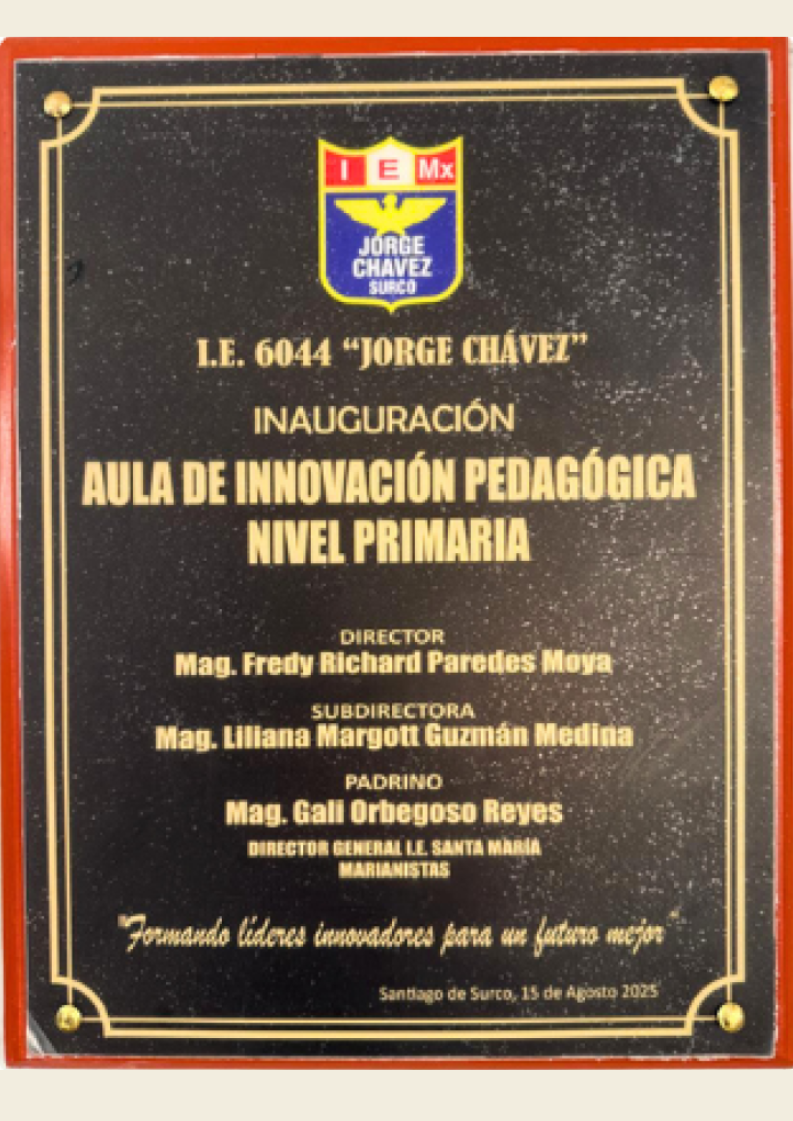 I E Mx
JORGE
CHAVEZ
SURCO
I.E. 6044 “JORGE CHÁVEZ”
INAUGURACIÓN
AULA DE INNOVACIÓN PEDAGÓGICA
NIVEL PRIMARIA
DIRECTOR
Mag. Fredy Richard Paredes Moya
SUBDIRECTORA
Mag. Liliana Margott Guzmán Medina
PADRINO
Mag. Gali Orbegoso Reyes
DIRECTOR GENERAL I.E. SANTA MARÍA
MARIANISTAS
"Formando líderes innovadores para un futuro mejor"
Santiago de Surco, 15 de Agosto 2025